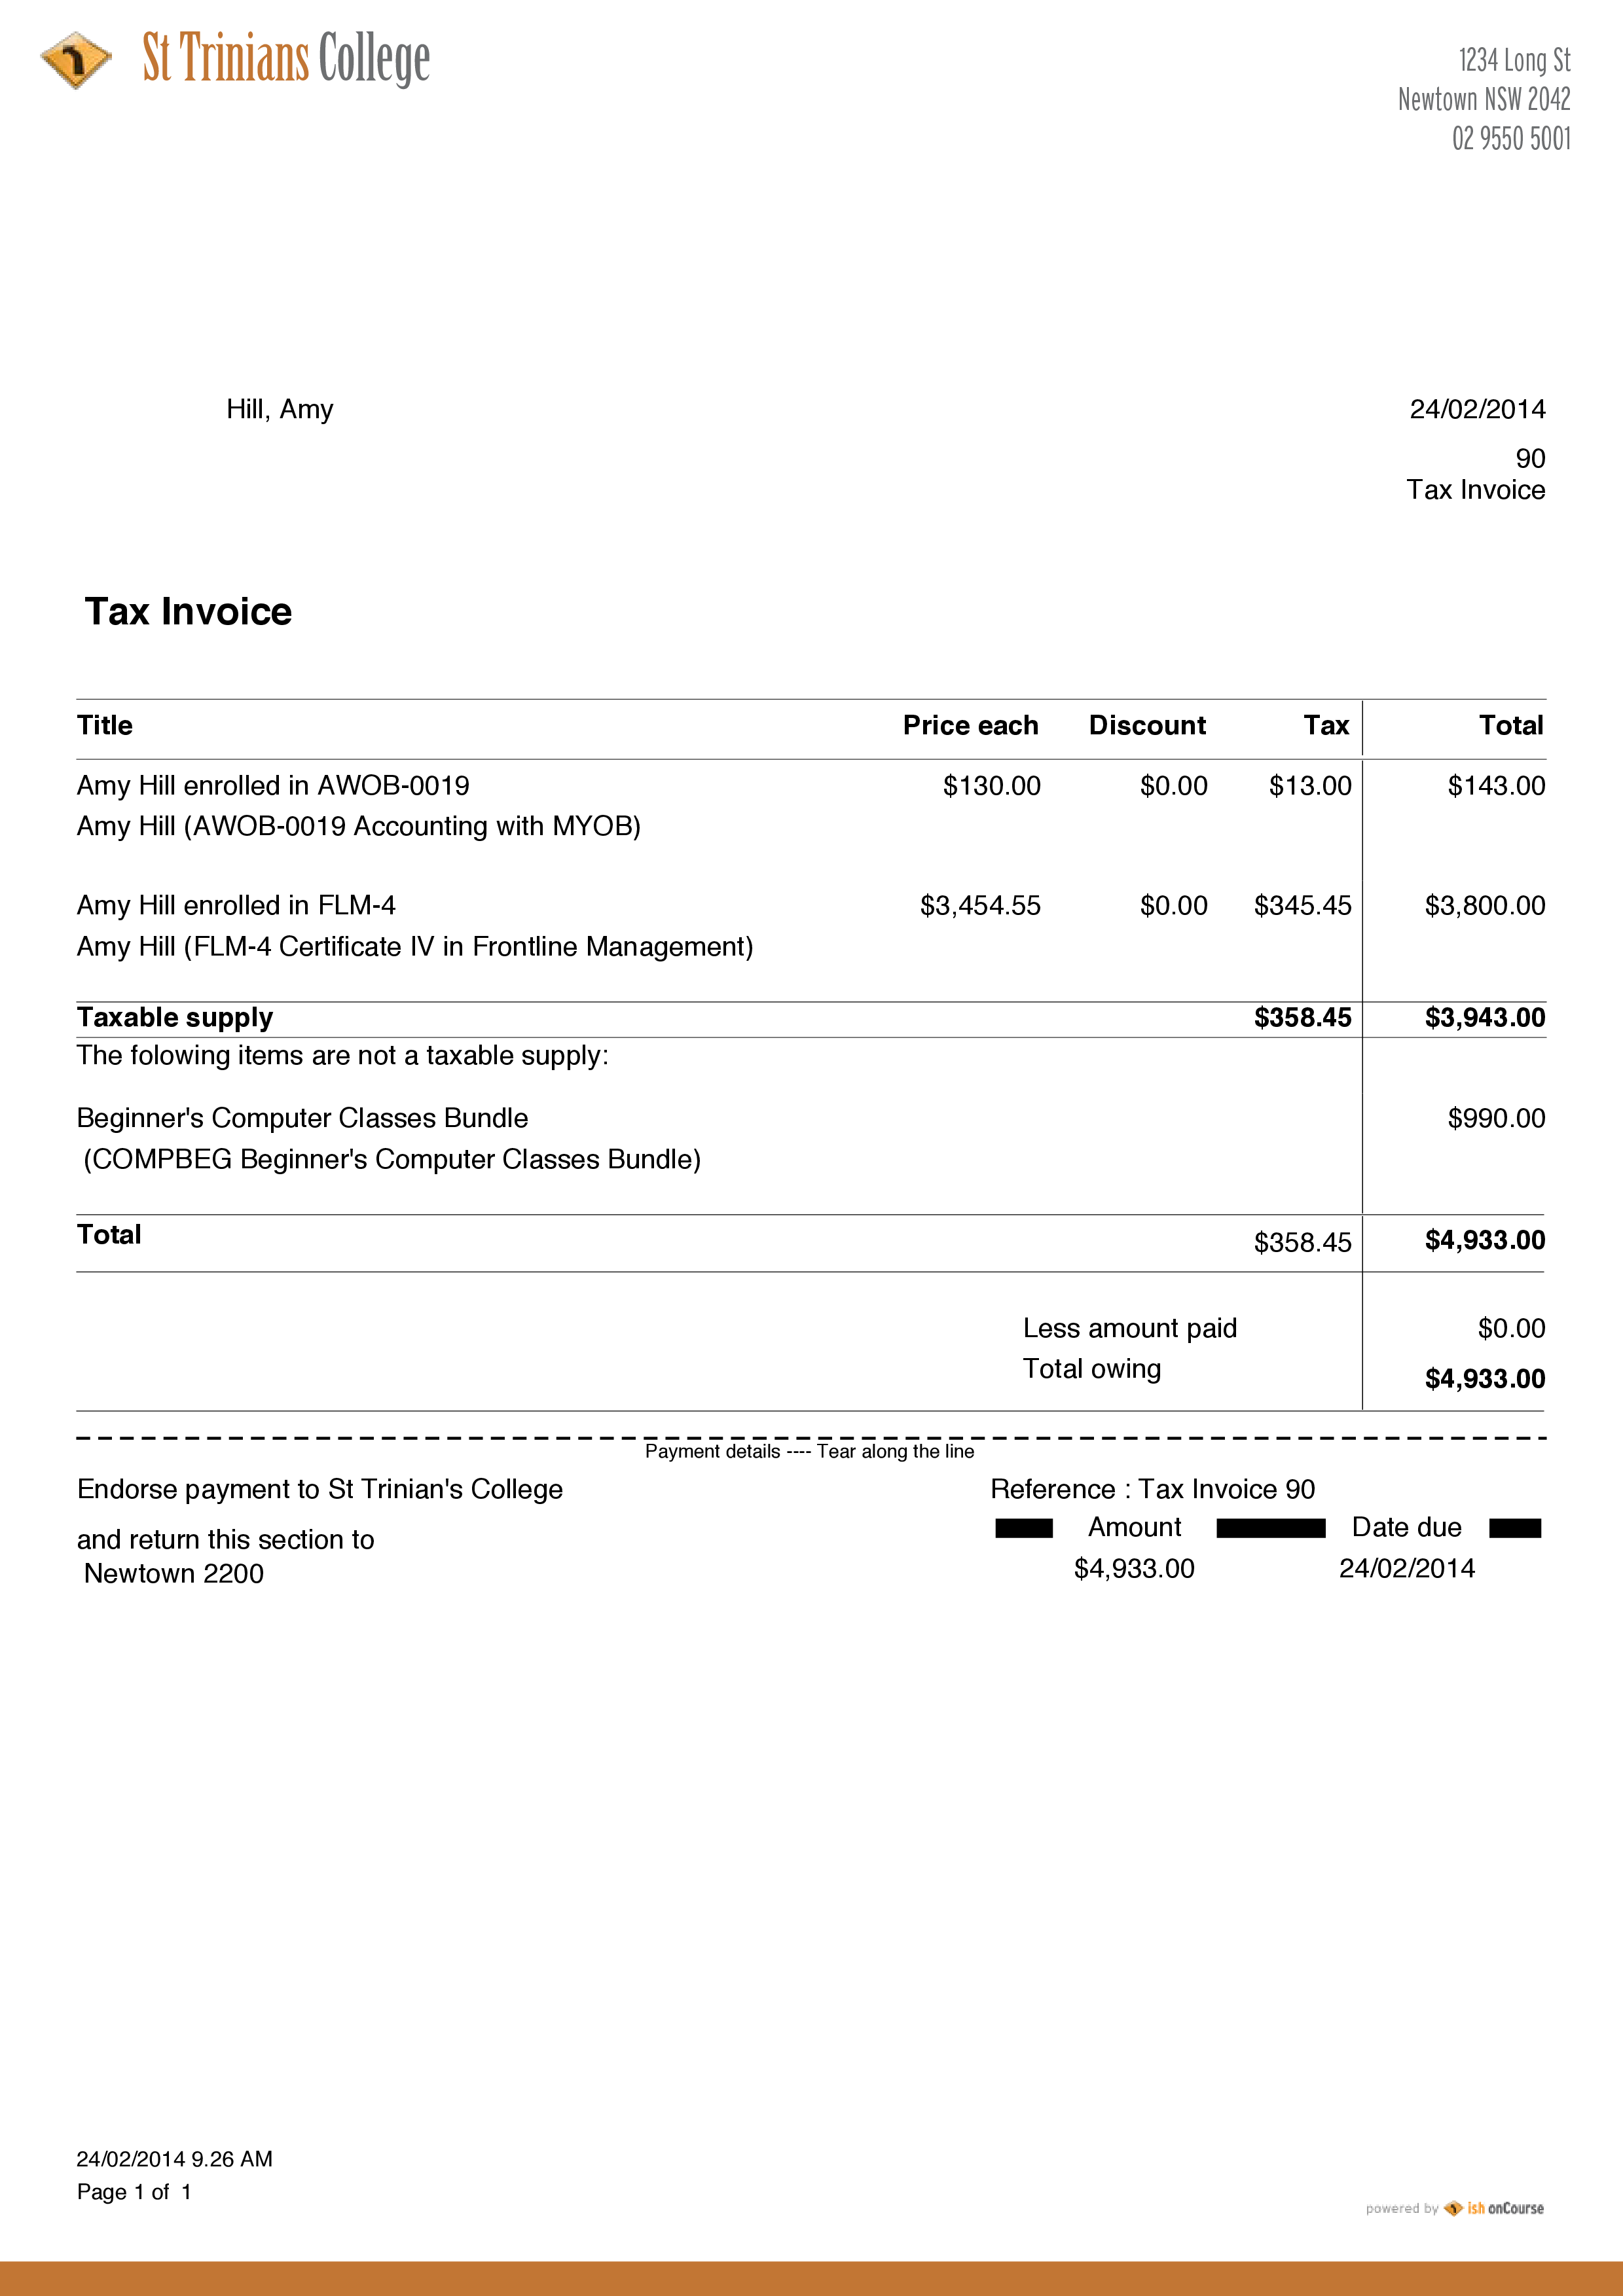 St Trinians College
1234 Long St
Newtown NSW 2042
02 9550 5001
Hill, Amy
24/02/2014
90
Tax Invoice
Tax Invoice
Title Price each Discount Tax Total
Amy Hill enrolled in AWOB-0019 $130.00 $0.00 $13.00 $143.00
Amy Hill (AWOB-0019 Accounting with MYOB)
Amy Hill enrolled in FLM-4 $3,454.55 $0.00 $345.45 $3,800.00
Amy Hill (FLM-4 Certificate IV in Frontline Management)
Taxable supply $358.45 $3,943.00
The folowing items are not a taxable supply:
Beginner's Computer Classes Bundle $990.00
(COMPBEG Beginner's Computer Classes Bundle)
Total $358.45 $4,933.00
Less amount paid $0.00
Total owing $4,933.00
Payment details ---- Tear along the line
Endorse payment to St Trinian's College
and return this section to
Newtown 2200
Reference : Tax Invoice 90
Amount Date due
$4,933.00 24/02/2014
24/02/2014 9.26 AM
Page 1 of 1
powered by ish onCourse